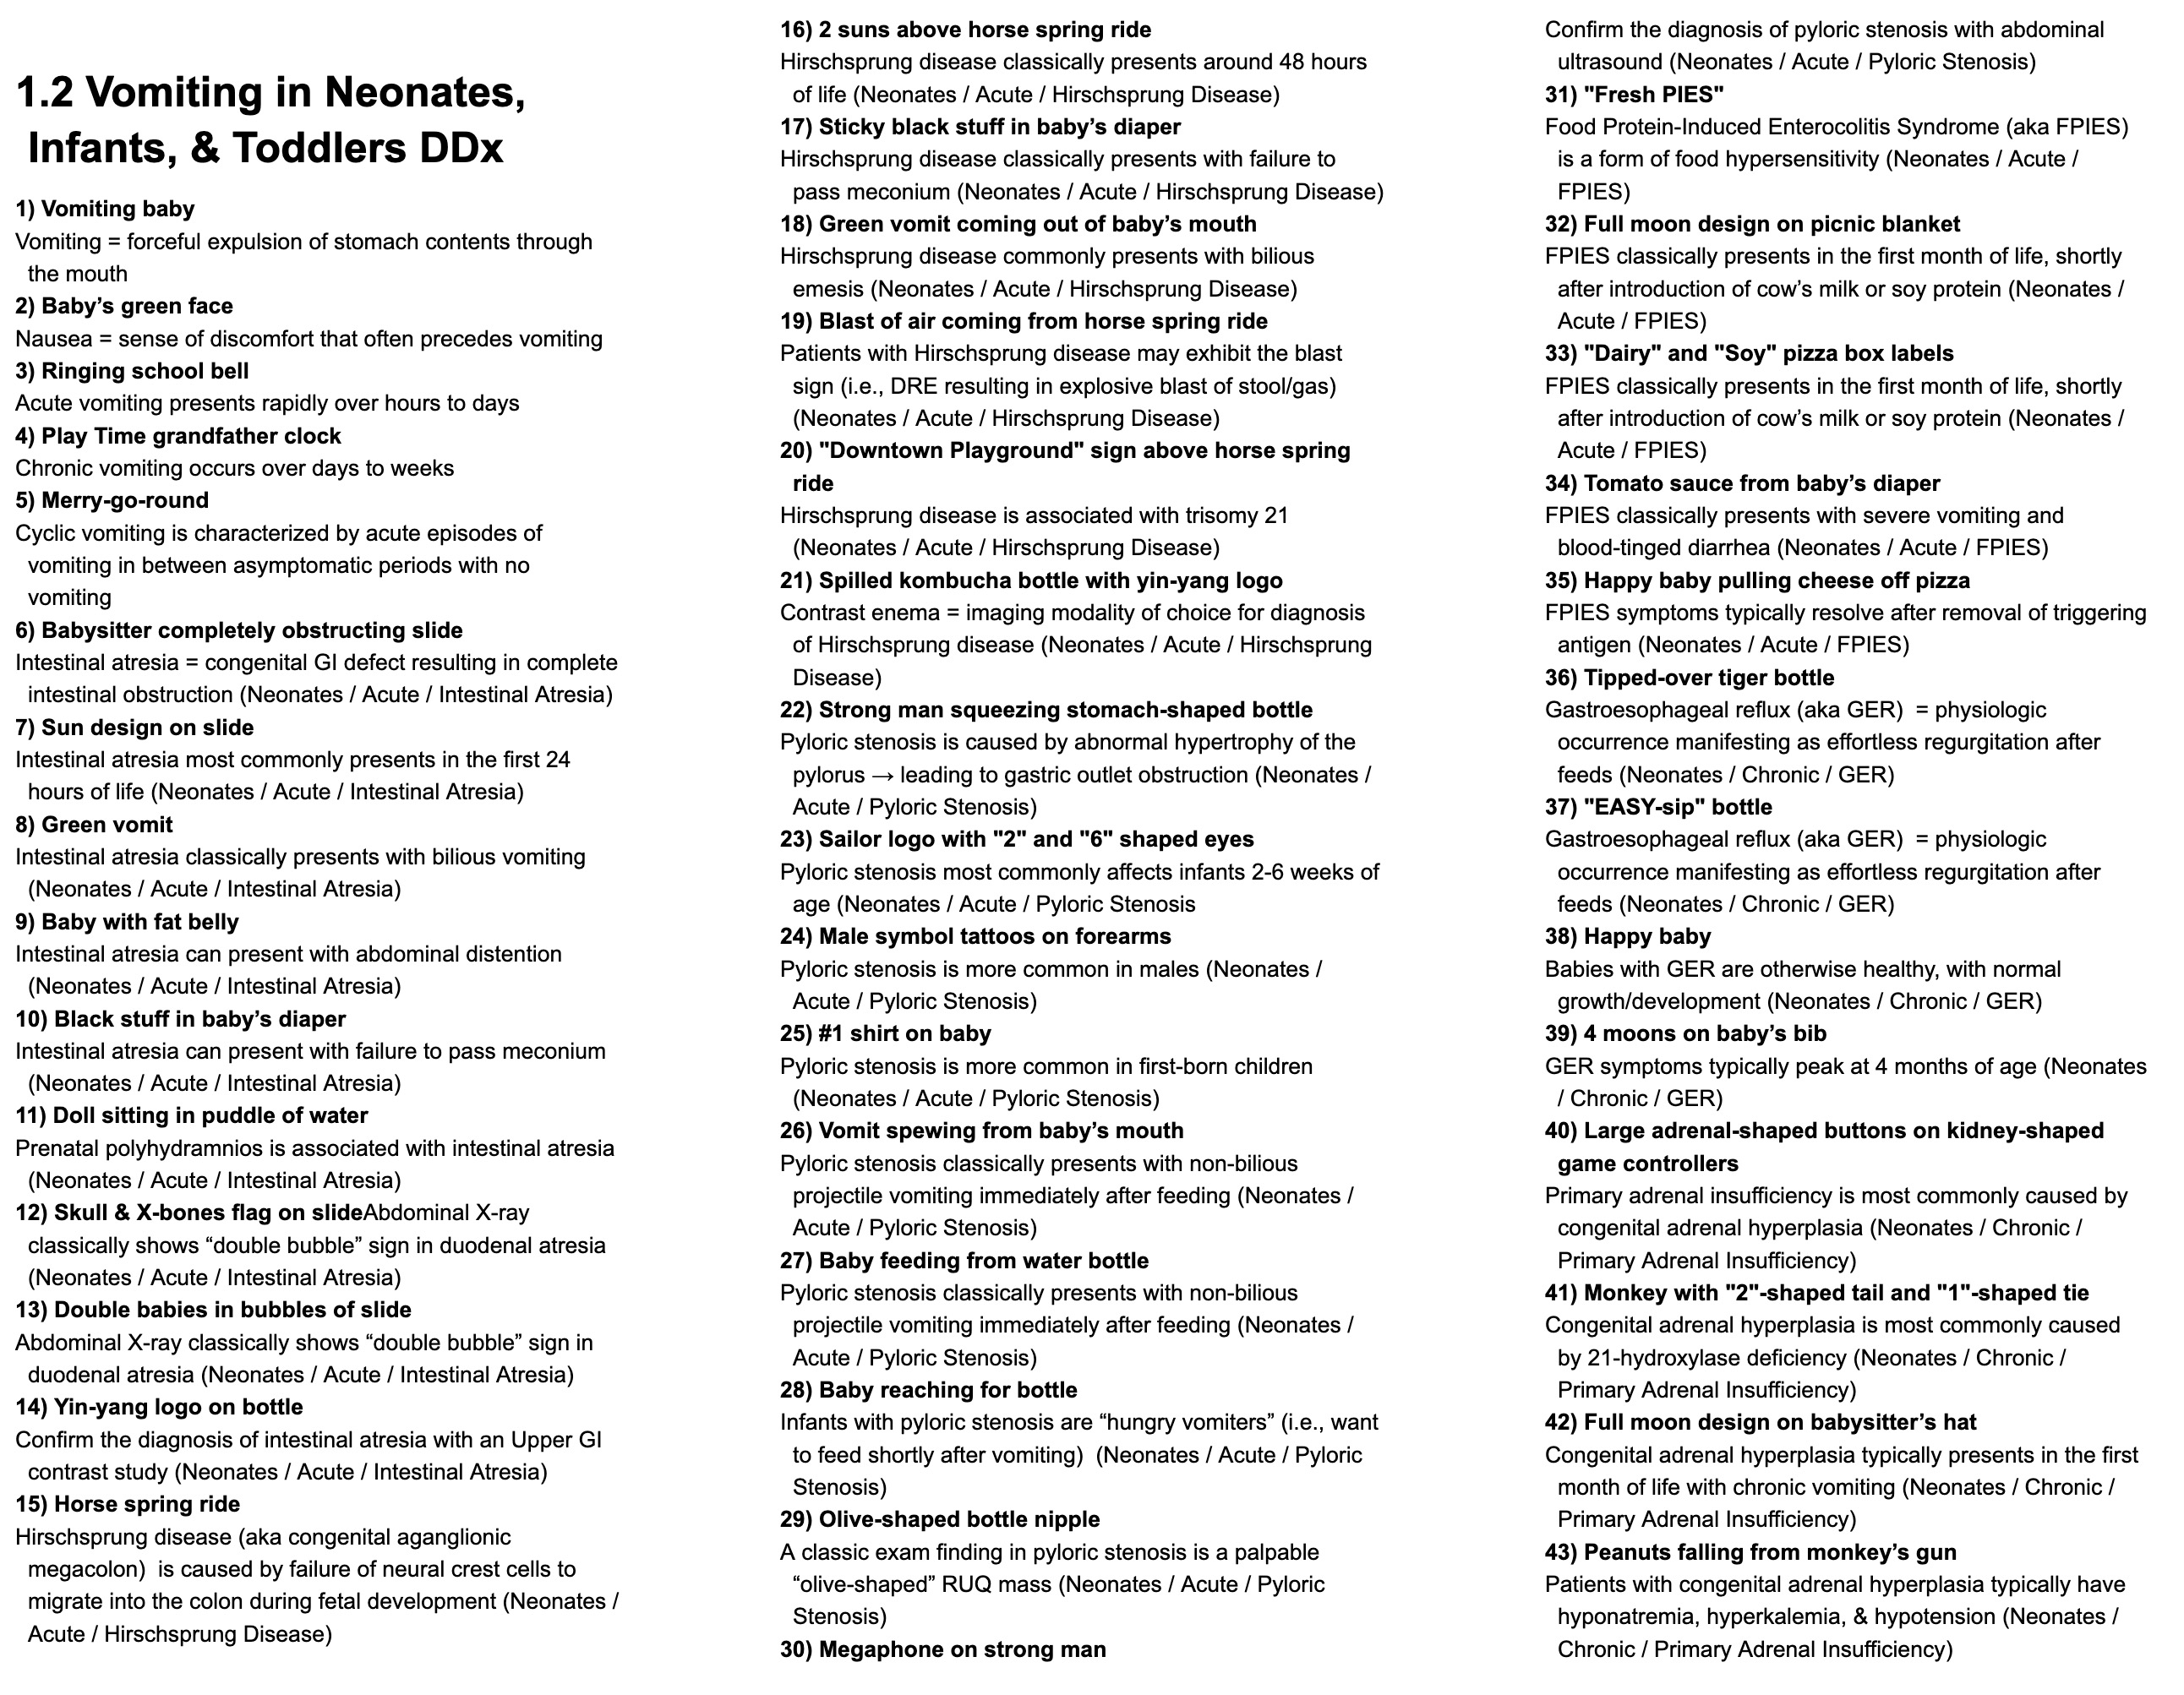 1.2 Vomiting in Neonates,
Infants, & Toddlers DDx
1) Vomiting baby
Vomiting = forceful expulsion of stomach contents through
the mouth
2) Baby’s green face
Nausea = sense of discomfort that often precedes vomiting
3) Ringing school bell
Acute vomiting presents rapidly over hours to days
4) Play Time grandfather clock
Chronic vomiting occurs over days to weeks
5) Merry-go-round
Cyclic vomiting is characterized by acute episodes of
vomiting in between asymptomatic periods with no
vomiting
6) Babysitter completely obstructing slide
Intestinal atresia = congenital GI defect resulting in complete
intestinal obstruction (Neonates / Acute / Intestinal Atresia)
7) Sun design on slide
Intestinal atresia most commonly presents in the first 24
hours of life (Neonates / Acute / Intestinal Atresia)
8) Green vomit
Intestinal atresia classically presents with bilious vomiting
(Neonates / Acute / Intestinal Atresia)
9) Baby with fat belly
Intestinal atresia can present with abdominal distention
(Neonates / Acute / Intestinal Atresia)
10) Black stuff in baby’s diaper
Intestinal atresia can present with failure to pass meconium
(Neonates / Acute / Intestinal Atresia)
11) Doll sitting in puddle of water
Prenatal polyhydramnios is associated with intestinal atresia
(Neonates / Acute / Intestinal Atresia)
12) Skull & X-bones flag on slideAbdominal X-ray
classically shows “double bubble” sign in duodenal atresia
(Neonates / Acute / Intestinal Atresia)
13) Double babies in bubbles of slide
Abdominal X-ray classically shows “double bubble” sign in
duodenal atresia (Neonates / Acute / Intestinal Atresia)
14) Yin-yang logo on bottle
Confirm the diagnosis of intestinal atresia with an Upper GI
contrast study (Neonates / Acute / Intestinal Atresia)
15) Horse spring ride
Hirschsprung disease (aka congenital aganglionic
megacolon)  is caused by failure of neural crest cells to
migrate into the colon during fetal development (Neonates /
Acute / Hirschsprung Disease)
16) 2 suns above horse spring ride
Hirschsprung disease classically presents around 48 hours
of life (Neonates / Acute / Hirschsprung Disease)
17) Sticky black stuff in baby’s diaper
Hirschsprung disease classically presents with failure to
pass meconium (Neonates / Acute / Hirschsprung Disease)
18) Green vomit coming out of baby’s mouth
Hirschsprung disease commonly presents with bilious
emesis (Neonates / Acute / Hirschsprung Disease)
19) Blast of air coming from horse spring ride
Patients with Hirschsprung disease may exhibit the blast
sign (i.e., DRE resulting in explosive blast of stool/gas)
(Neonates / Acute / Hirschsprung Disease)
20) "Downtown Playground" sign above horse spring
ride
Hirschsprung disease is associated with trisomy 21
(Neonates / Acute / Hirschsprung Disease)
21) Spilled kombucha bottle with yin-yang logo
Contrast enema = imaging modality of choice for diagnosis
of Hirschsprung disease (Neonates / Acute / Hirschsprung
Disease)
22) Strong man squeezing stomach-shaped bottle
Pyloric stenosis is caused by abnormal hypertrophy of the
pylorus → leading to gastric outlet obstruction (Neonates /
Acute / Pyloric Stenosis)
23) Sailor logo with "2" and "6" shaped eyes
Pyloric stenosis most commonly affects infants 2-6 weeks of
age (Neonates / Acute / Pyloric Stenosis
24) Male symbol tattoos on forearms
Pyloric stenosis is more common in males (Neonates /
Acute / Pyloric Stenosis)
25) #1 shirt on baby
Pyloric stenosis is more common in first-born children
(Neonates / Acute / Pyloric Stenosis)
26) Vomit spewing from baby’s mouth
Pyloric stenosis classically presents with non-bilious
projectile vomiting immediately after feeding (Neonates /
Acute / Pyloric Stenosis)
27) Baby feeding from water bottle
Pyloric stenosis classically presents with non-bilious
projectile vomiting immediately after feeding (Neonates /
Acute / Pyloric Stenosis)
28) Baby reaching for bottle
Infants with pyloric stenosis are “hungry vomiters” (i.e., want
to feed shortly after vomiting)  (Neonates / Acute / Pyloric
Stenosis)
29) Olive-shaped bottle nipple
A classic exam finding in pyloric stenosis is a palpable
“olive-shaped” RUQ mass (Neonates / Acute / Pyloric
Stenosis)
30) Megaphone on strong man
Confirm the diagnosis of pyloric stenosis with abdominal
ultrasound (Neonates / Acute / Pyloric Stenosis)
31) "Fresh PIES"
Food Protein-Induced Enterocolitis Syndrome (aka FPIES)
is a form of food hypersensitivity (Neonates / Acute /
FPIES)
32) Full moon design on picnic blanket
FPIES classically presents in the first month of life, shortly
after introduction of cow’s milk or soy protein (Neonates /
Acute / FPIES)
33) "Dairy" and "Soy" pizza box labels
FPIES classically presents in the first month of life, shortly
after introduction of cow’s milk or soy protein (Neonates /
Acute / FPIES)
34) Tomato sauce from baby’s diaper
FPIES classically presents with severe vomiting and
blood-tinged diarrhea (Neonates / Acute / FPIES)
35) Happy baby pulling cheese off pizza
FPIES symptoms typically resolve after removal of triggering
antigen (Neonates / Acute / FPIES)
36) Tipped-over tiger bottle
Gastroesophageal reflux (aka GER)  = physiologic
occurrence manifesting as effortless regurgitation after
feeds (Neonates / Chronic / GER)
37) "EASY-sip" bottle
Gastroesophageal reflux (aka GER)  = physiologic
occurrence manifesting as effortless regurgitation after
feeds (Neonates / Chronic / GER)
38) Happy baby
Babies with GER are otherwise healthy, with normal
growth/development (Neonates / Chronic / GER)
39) 4 moons on baby’s bib
GER symptoms typically peak at 4 months of age (Neonates
/ Chronic / GER)
40) Large adrenal-shaped buttons on kidney-shaped
game controllers
Primary adrenal insufficiency is most commonly caused by
congenital adrenal hyperplasia (Neonates / Chronic /
Primary Adrenal Insufficiency)
41) Monkey with "2"-shaped tail and "1"-shaped tie
Congenital adrenal hyperplasia is most commonly caused
by 21-hydroxylase deficiency (Neonates / Chronic /
Primary Adrenal Insufficiency)
42) Full moon design on babysitter’s hat
Congenital adrenal hyperplasia typically presents in the first
month of life with chronic vomiting (Neonates / Chronic /
Primary Adrenal Insufficiency)
43) Peanuts falling from monkey’s gun
Patients with congenital adrenal hyperplasia typically have
hyponatremia, hyperkalemia, & hypotension (Neonates /
Chronic / Primary Adrenal Insufficiency)